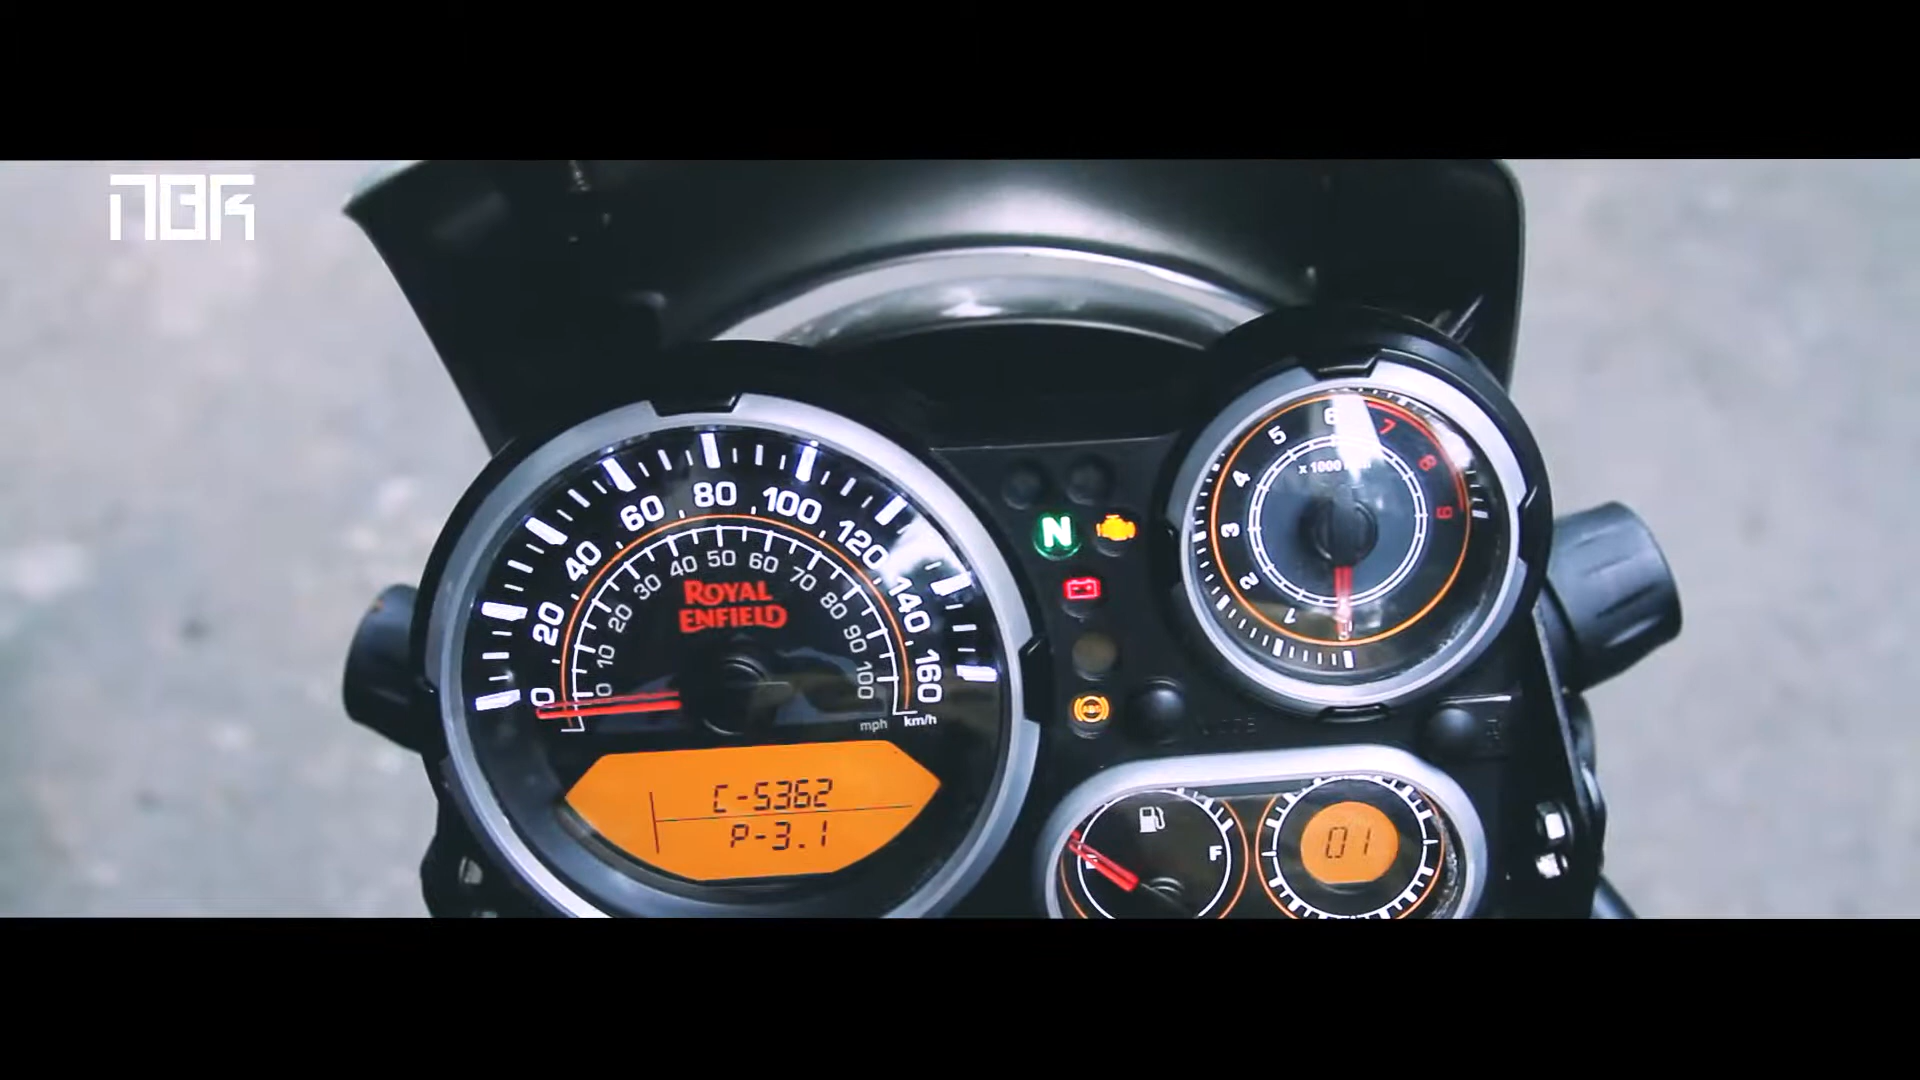 NBR
0 20 40 60 80 100 120 140 160
0 10 20 30 40 50 60 70 80 90 100
ROYAL
ENFIELD
mph km/h
C-5362
P-3.1
N
ABS
1 2 3 4 5 6 7 8 9
x 1000
F
01